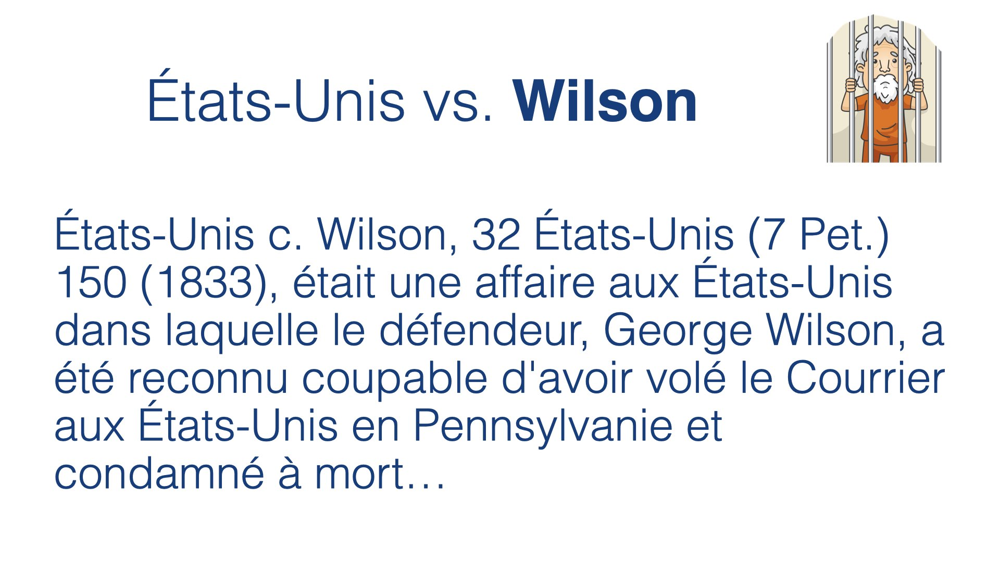 États-Unis vs. Wilson
États-Unis c. Wilson, 32 États-Unis (7 Pet.)
150 (1833), était une affaire aux États-Unis
dans laquelle le défendeur, George Wilson, a
été reconnu coupable d'avoir volé le Courrier
aux États-Unis en Pennsylvanie et
condamné à mort…